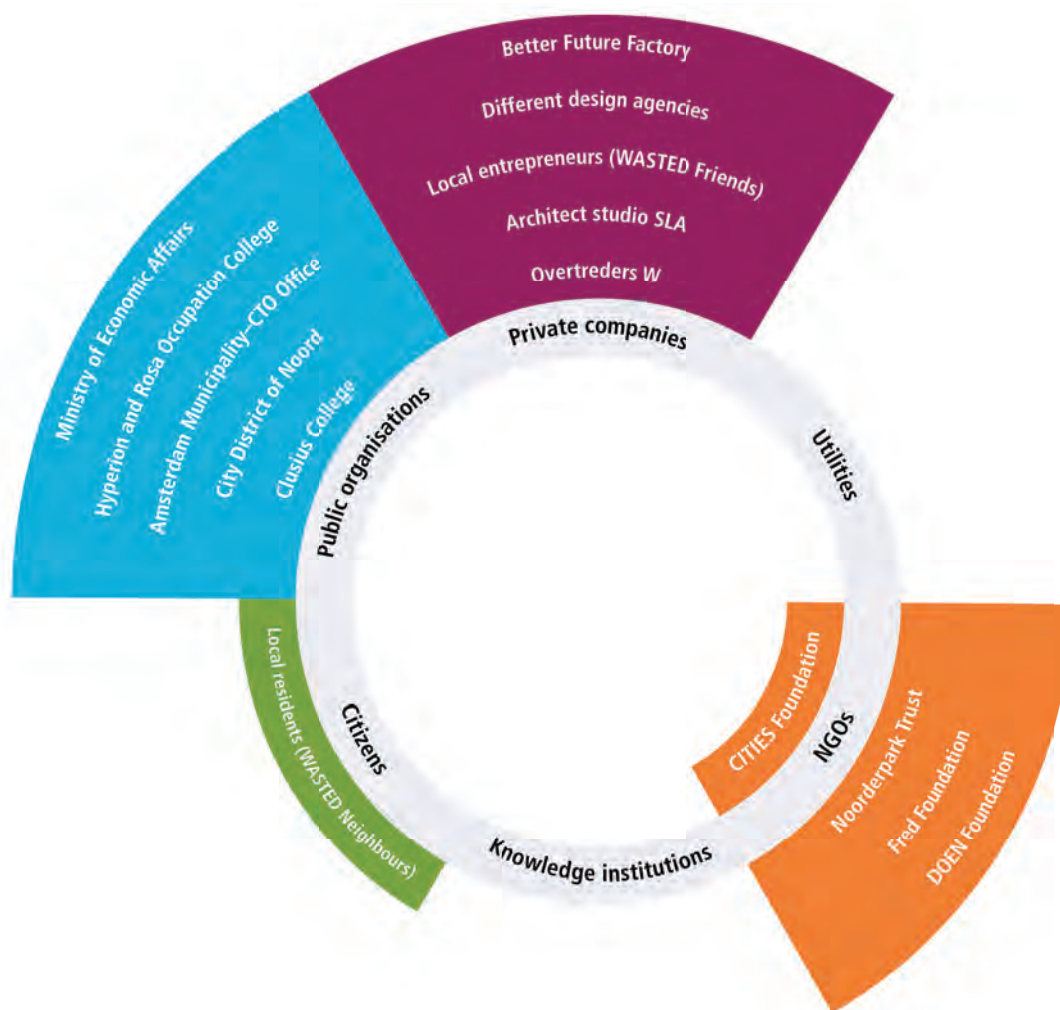 Better Future Factory
Different design agencies
Local entrepreneurs (WASTED Friends)
Architect studio SLA
Overtreders W
Private companies
Ministry of Economic Affairs
Hyperion and Rosa Occupation College
Amsterdam Municipality–CTO Office
City District of Noord
Clusius College
Public organisations
Utilities
Local residents (WASTED Neighbours)
Citizens
CITIES Foundation
NGOs
Noorderpark Trust
Fred Foundation
DOEN Foundation
Knowledge institutions